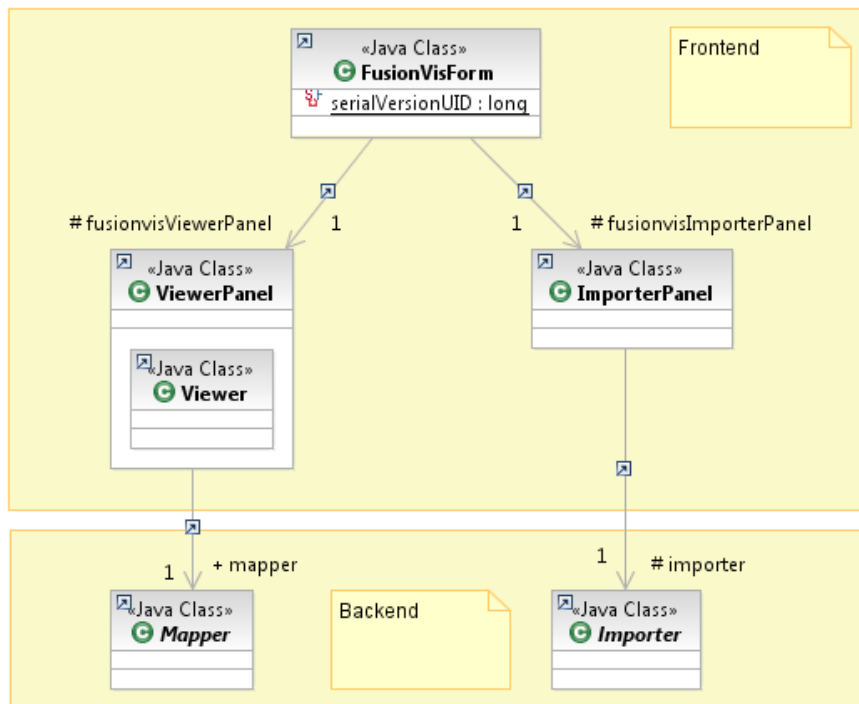 «Java Class»
FusionVisForm
serialVersionUID : long
Frontend
# fusionvisViewerPanel
1
1
# fusionvisImporterPanel
«Java Class»
ViewerPanel
«Java Class»
ImporterPanel
«Java Class»
Viewer
1
+ mapper
1
# importer
«Java Class»
Mapper
Backend
«Java Class»
Importer